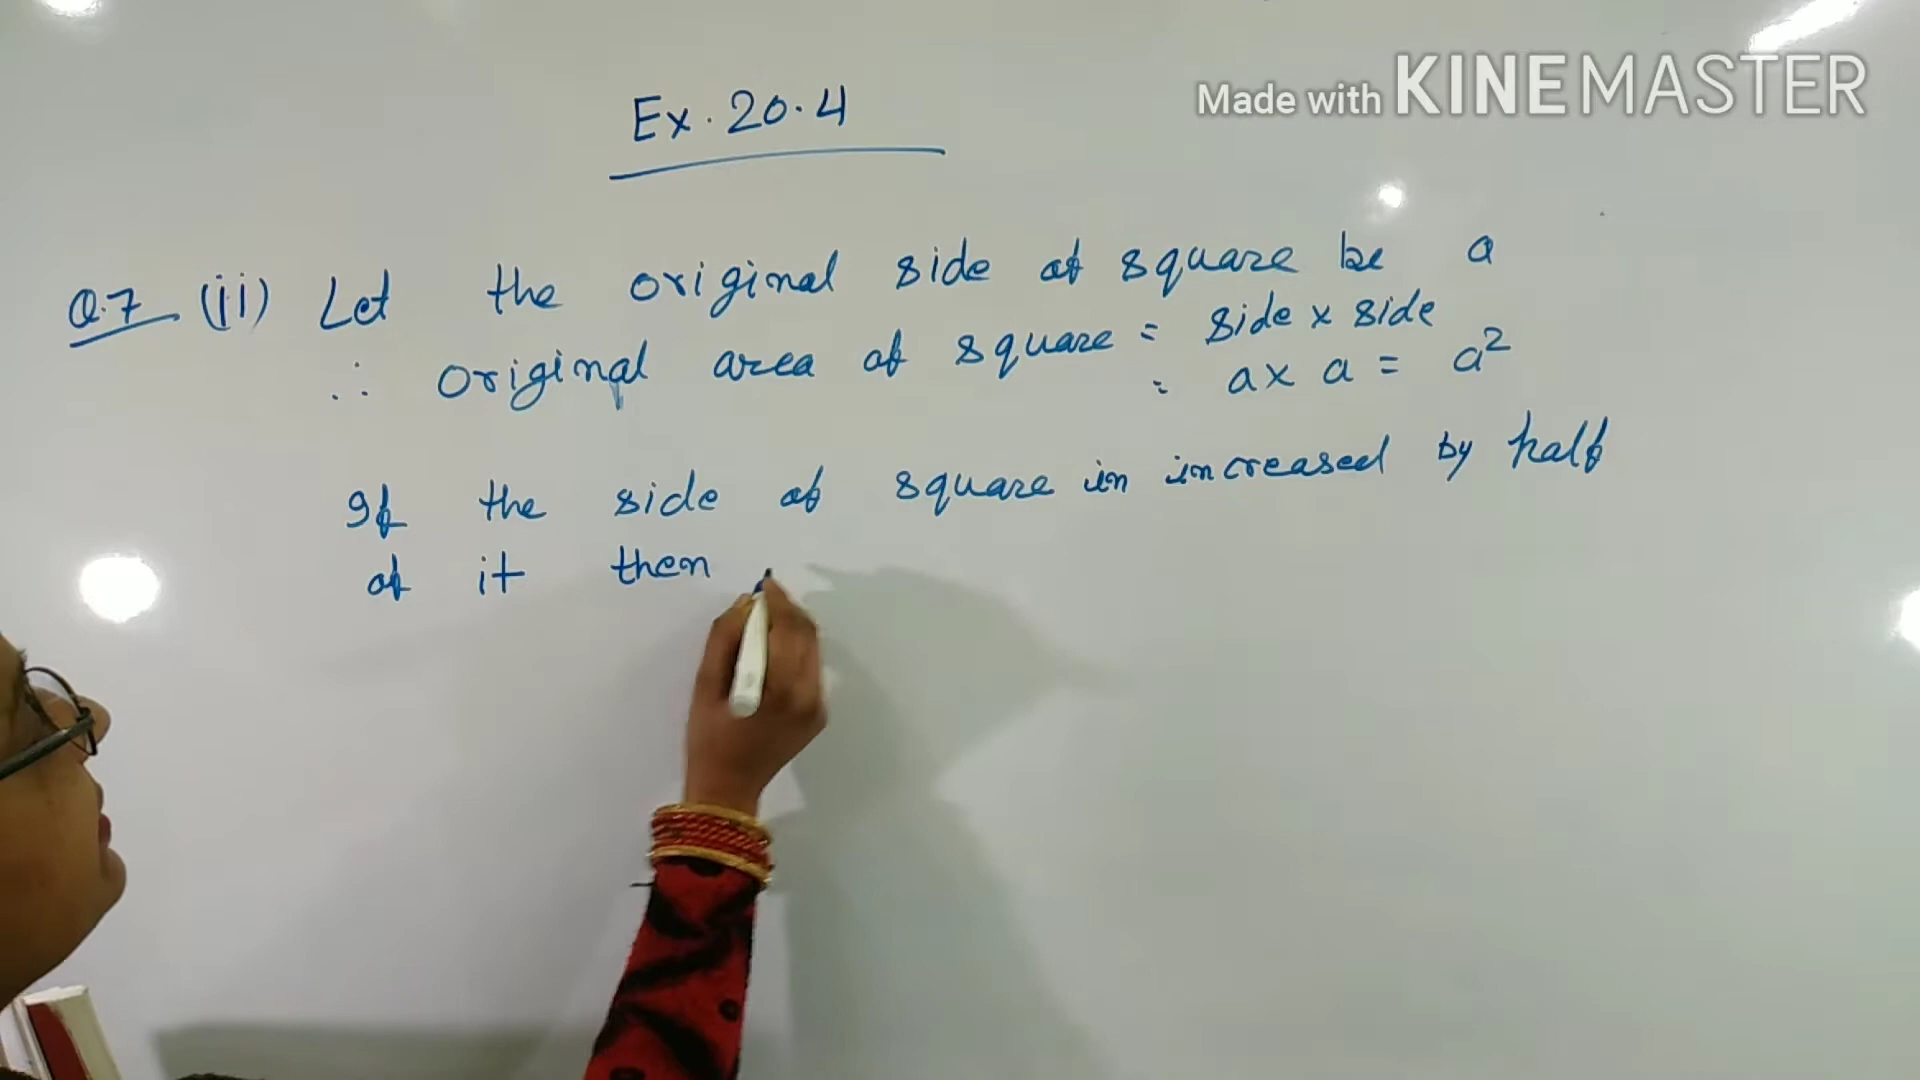 Made with KINEMASTER
Ex. 20.4
Q.7 (ii) Let the original side of square be a
∴ original area of square = side x side
= a x a = a²
If the side of square in increased by half
of it then